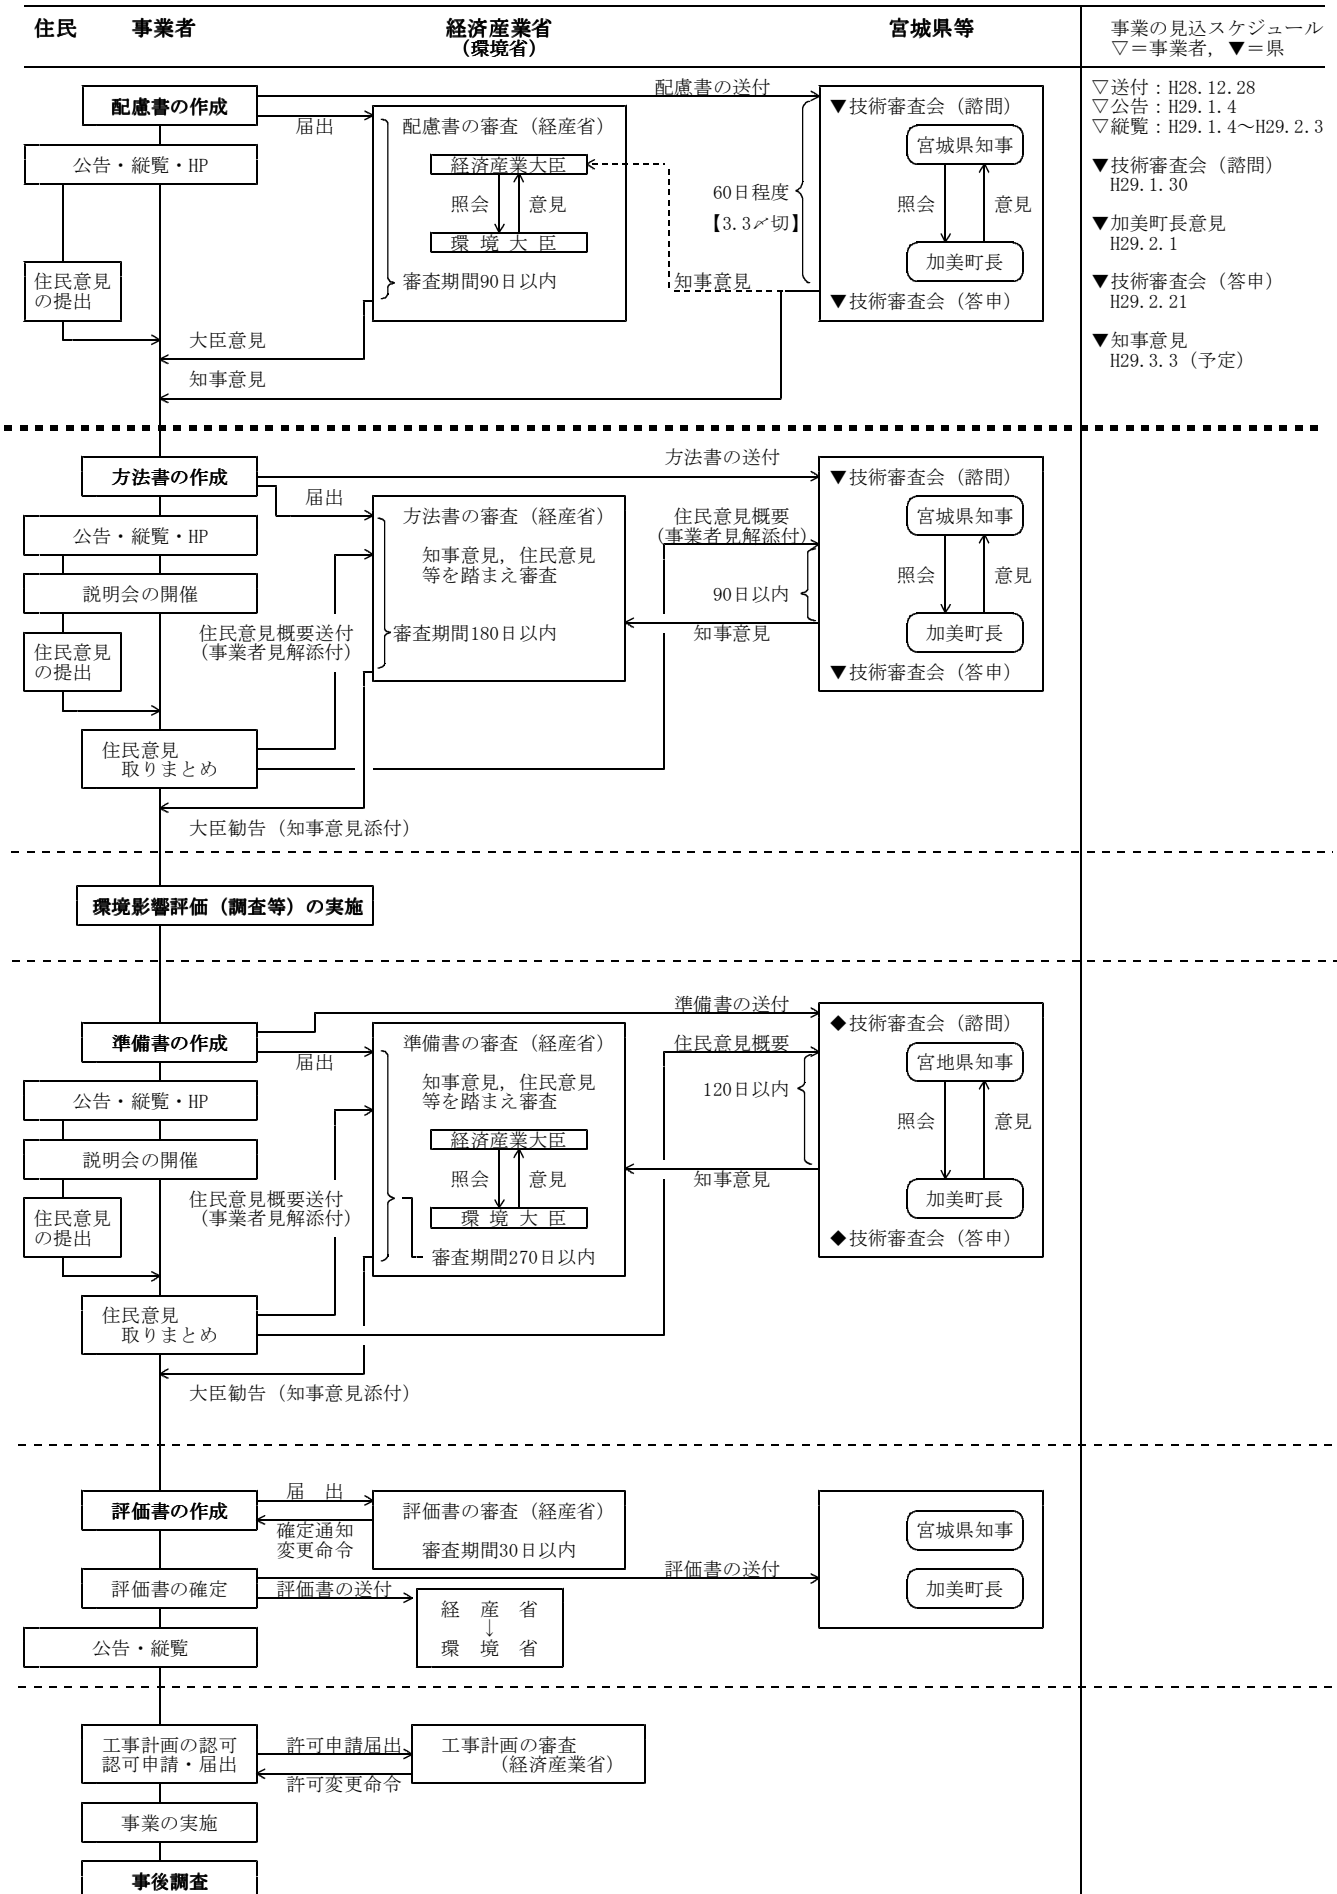 住民
事業者
経済産業省
(環境省)
宮城県等
事業の見込スケジュール
▽＝事業者，▼＝県
配慮書の作成
配慮書の送付
届出
公告・縦覧・HP
住民意見
の提出
配慮書の審査（経産省）
経済産業大臣
照会
意見
環 境 大 臣
審査期間90日以内
大臣意見
知事意見
知事意見
60日程度
【3.3〆切】
▼技術審査会（諮問）
宮城県知事
照会
意見
加美町長
▼技術審査会（答申）
▽送付：H28.12.28
▽公告：H29.1.4
▽縦覧：H29.1.4～H29.2.3
▼技術審査会（諮問）
H29.1.30
▼加美町長意見
H29.2.1
▼技術審査会（答申）
H29.2.21
▼知事意見
H29.3.3（予定）
方法書の作成
方法書の送付
届出
公告・縦覧・HP
説明会の開催
住民意見
の提出
住民意見
取りまとめ
住民意見概要送付
（事業者見解添付）
方法書の審査（経産省）
知事意見，住民意見
等を踏まえ審査
審査期間180日以内
住民意見概要
（事業者見解添付）
90日以内
知事意見
▼技術審査会（諮問）
宮城県知事
照会
意見
加美町長
▼技術審査会（答申）
大臣勧告（知事意見添付）
環境影響評価（調査等）の実施
準備書の作成
準備書の送付
届出
公告・縦覧・HP
説明会の開催
住民意見
の提出
住民意見
取りまとめ
住民意見概要送付
（事業者見解添付）
準備書の審査（経産省）
知事意見，住民意見
等を踏まえ審査
経済産業大臣
照会
意見
環 境 大 臣
審査期間270日以内
住民意見概要
120日以内
知事意見
◆技術審査会（諮問）
宮地県知事
照会
意見
加美町長
◆技術審査会（答申）
大臣勧告（知事意見添付）
評価書の作成
届　出
確定通知
変更命令
評価書の審査（経産省）
審査期間30日以内
宮城県知事
加美町長
評価書の確定
評価書の送付
評価書の送付
経　産　省
↓
環　境　省
公告・縦覧
工事計画の認可
認可申請・届出
許可申請届出
許可変更命令
工事計画の審査
（経済産業省）
事業の実施
事後調査